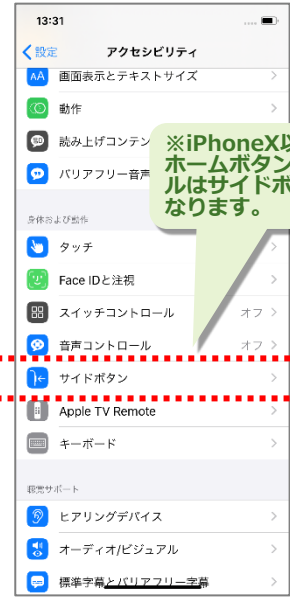 13:31
設定
アクセシビリティ
AA 画面表示とテキストサイズ
動作
読み上げコンテン
バリアフリー音声
※iPhoneX以
ホームボタン
ルはサイドボ
なります。
身体および動作
タッチ
Face IDと注視
スイッチコントロール オフ
音声コントロール オフ
サイドボタン
Apple TV Remote
キーボード
聴覚サポート
ヒアリングデバイス
オーディオ/ビジュアル
標準字幕とバリアフリー字幕